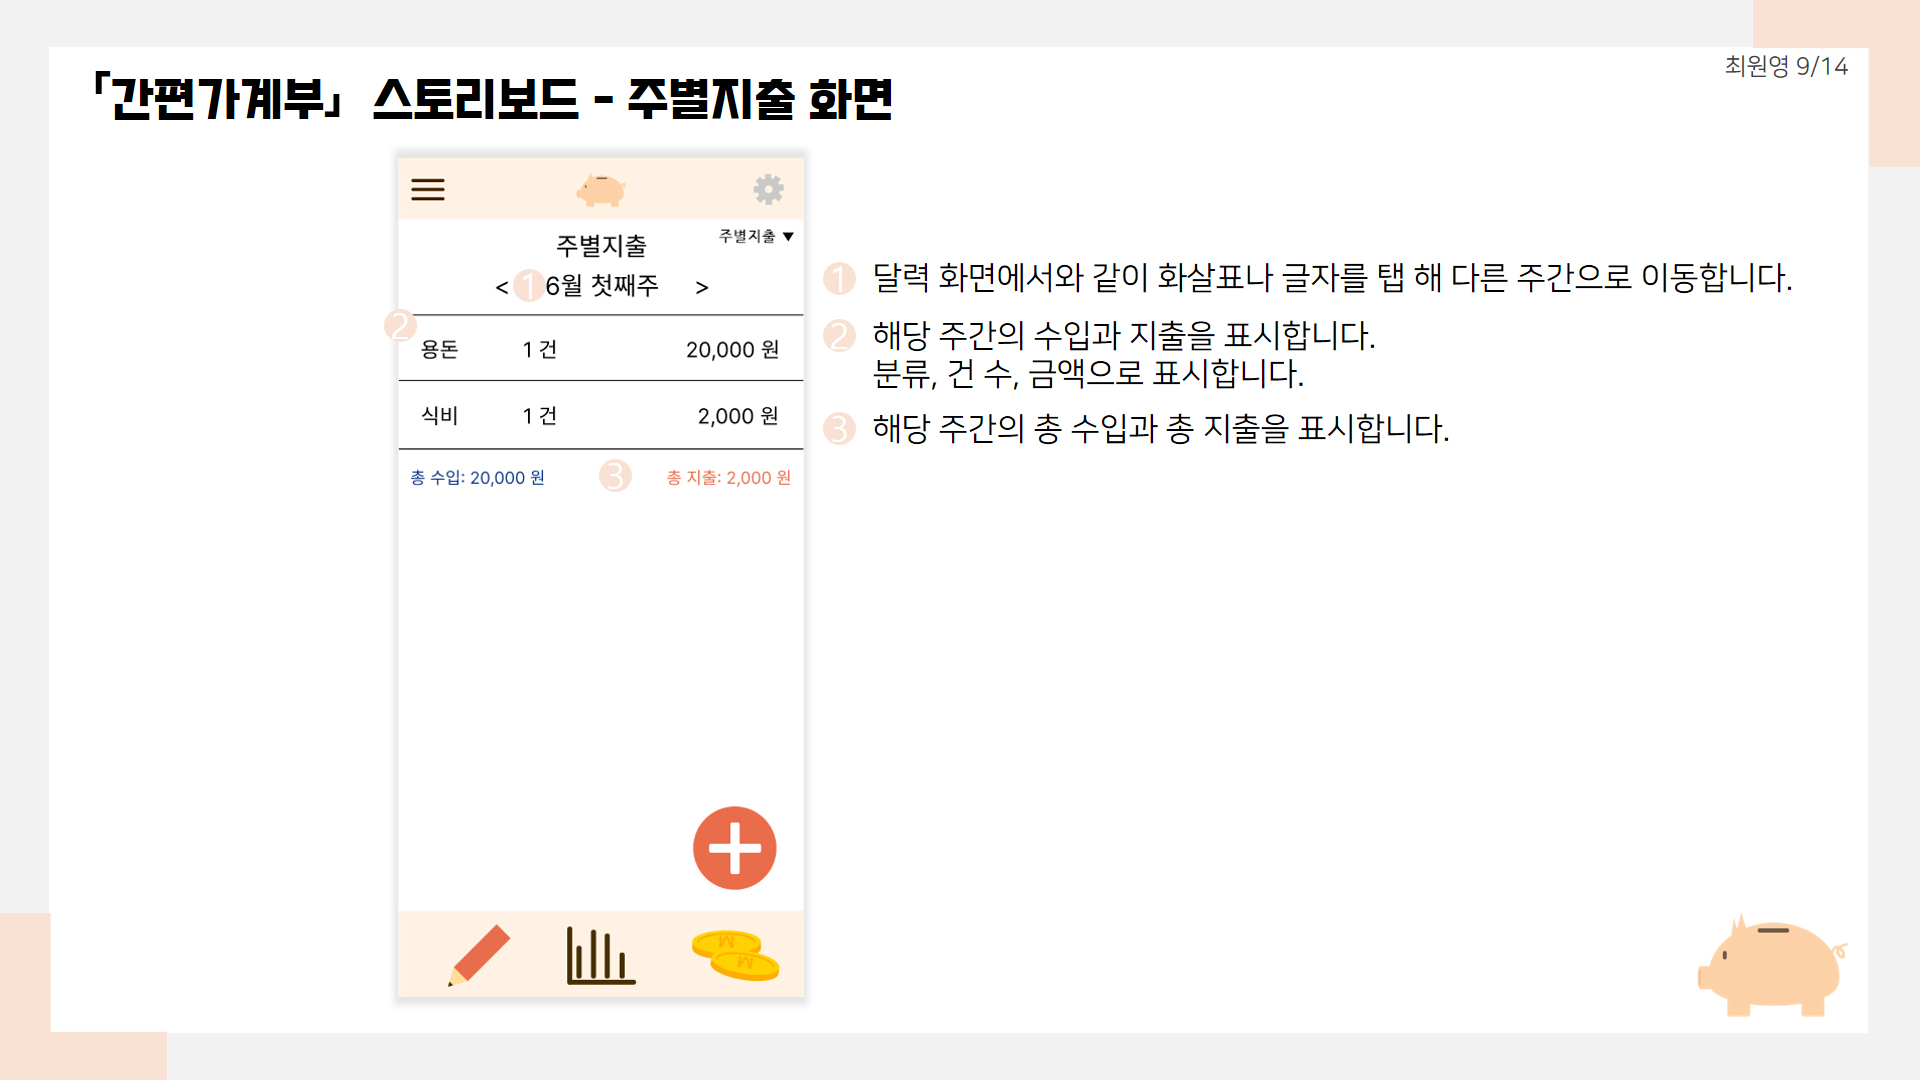 최원영 9/14
「간편가계부」 스토리보드 - 주별지출 화면
주별지출 ▼
주별지출
< 1 6월 첫째주 >
2
용돈 1 건 20,000 원
식비 1 건 2,000 원
총 수입: 20,000 원 3 총 지출: 2,000 원
1 달력 화면에서와 같이 화살표나 글자를 탭 해 다른 주간으로 이동합니다.
2 해당 주간의 수입과 지출을 표시합니다.
분류, 건 수, 금액으로 표시합니다.
3 해당 주간의 총 수입과 총 지출을 표시합니다.
M
M